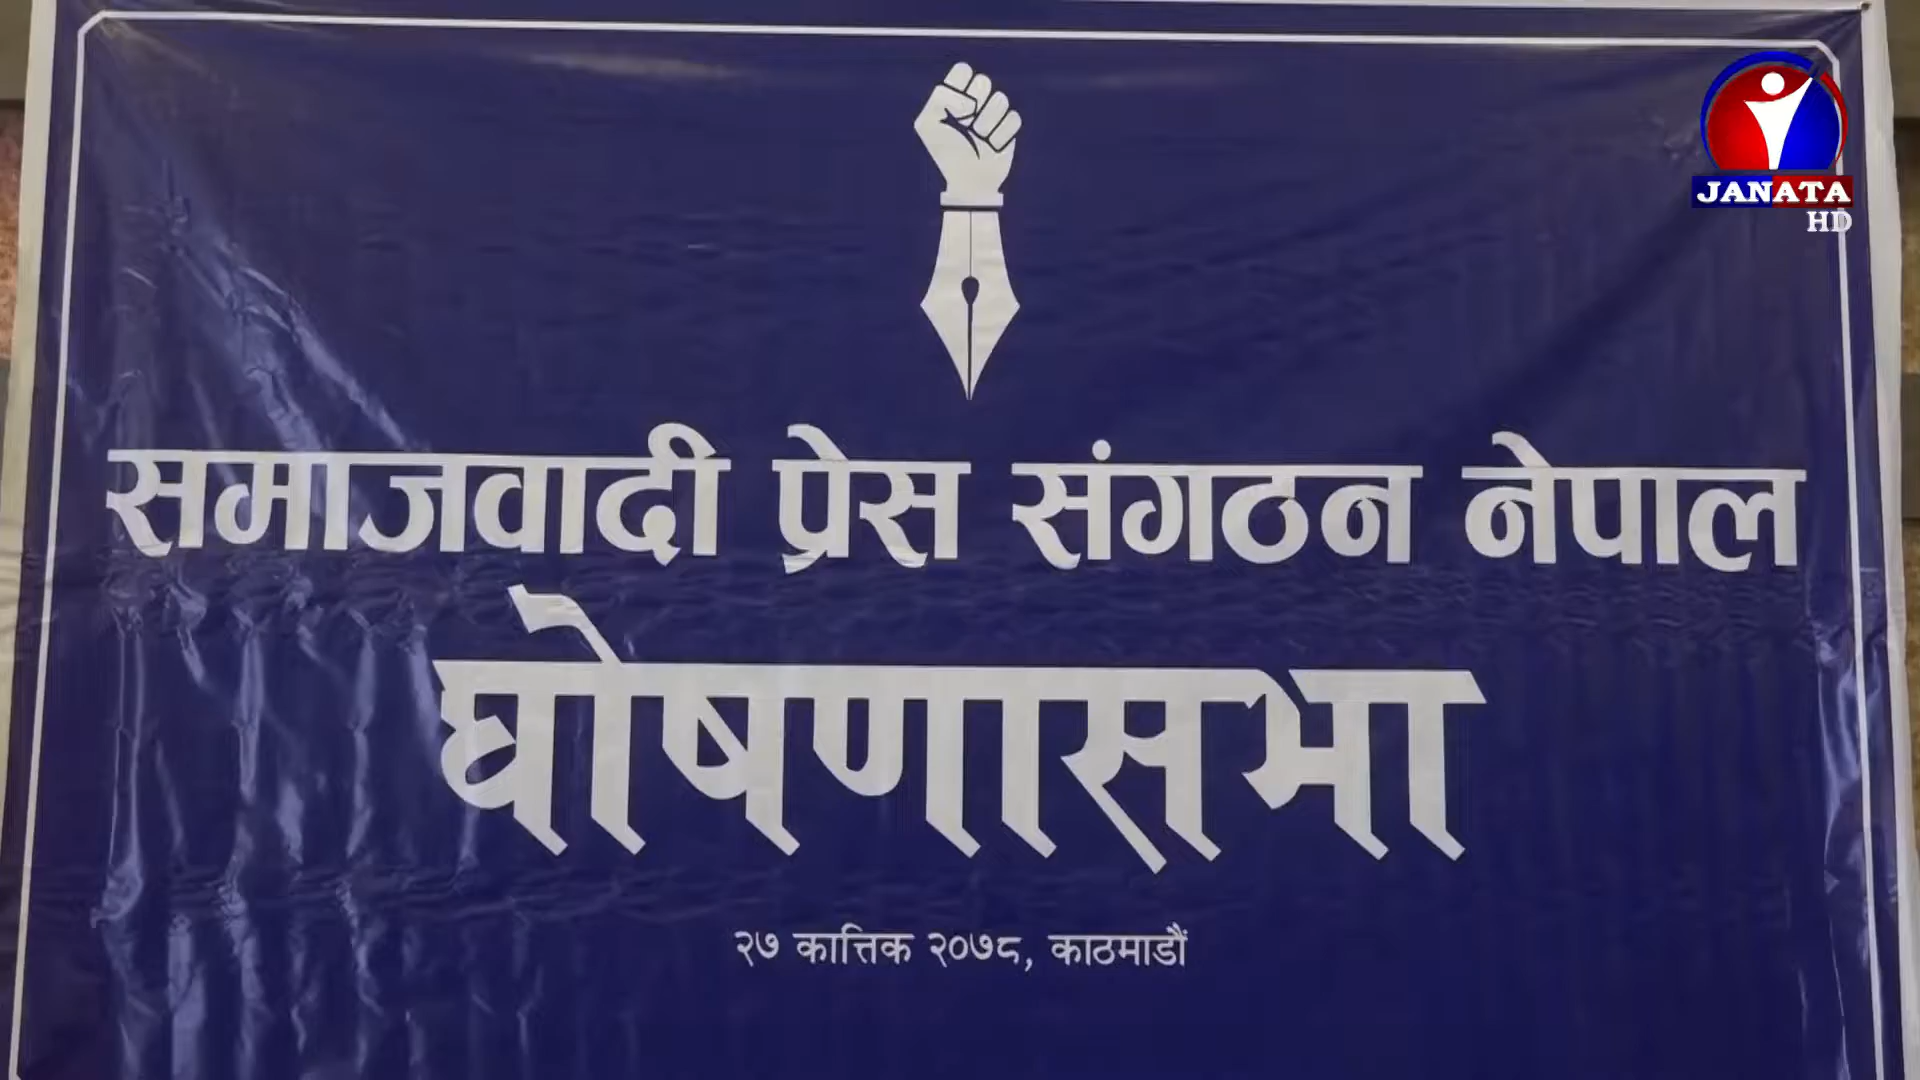 JANATA
HD
समाजवादी प्रेस संगठन नेपाल
घोषणासभा
२७ कात्तिक २०७८, काठमाडौं